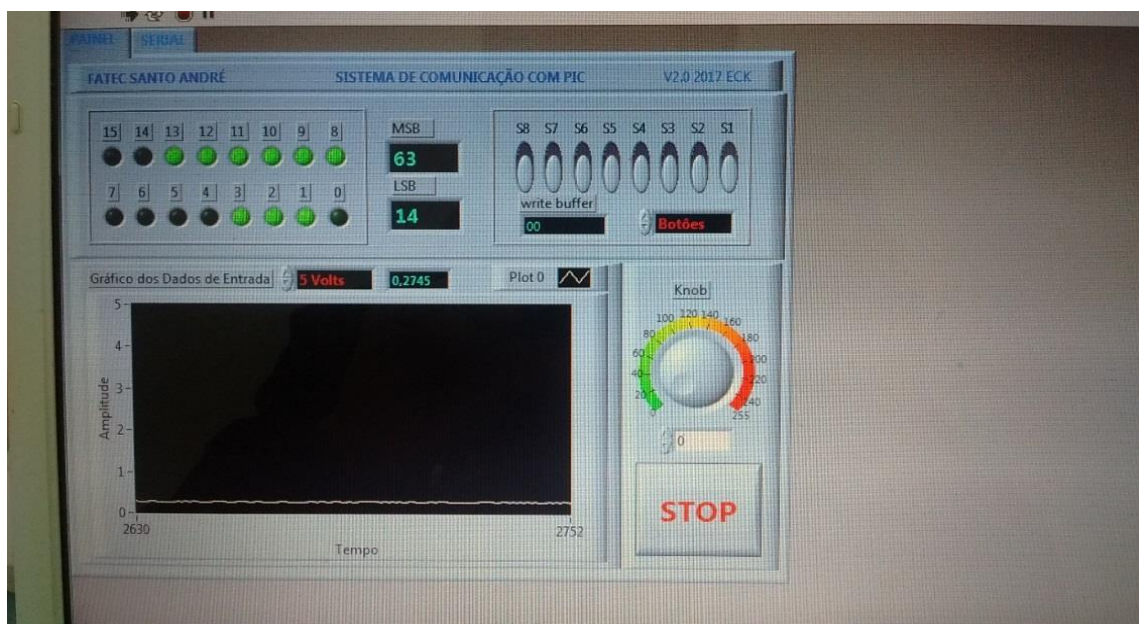 PAINEL SERIAL
FATEC SANTO ANDRÉ SISTEMA DE COMUNICAÇÃO COM PIC V2.0 2017 ECK
15 14 13 12 11 10 9 8
7 6 5 4 3 2 1 0
MSB
63
LSB
14
S8 S7 S6 S5 S4 S3 S2 S1
write buffer
00
Botões
Gráfico dos Dados de Entrada 5 Volts 0,2745 Plot 0
5
4
3
2
1
0
Amplitude
2630 2752
Tempo
Knob
0 20 40 60 80 100 120 140 160 180 200 220 240 255
0
STOP